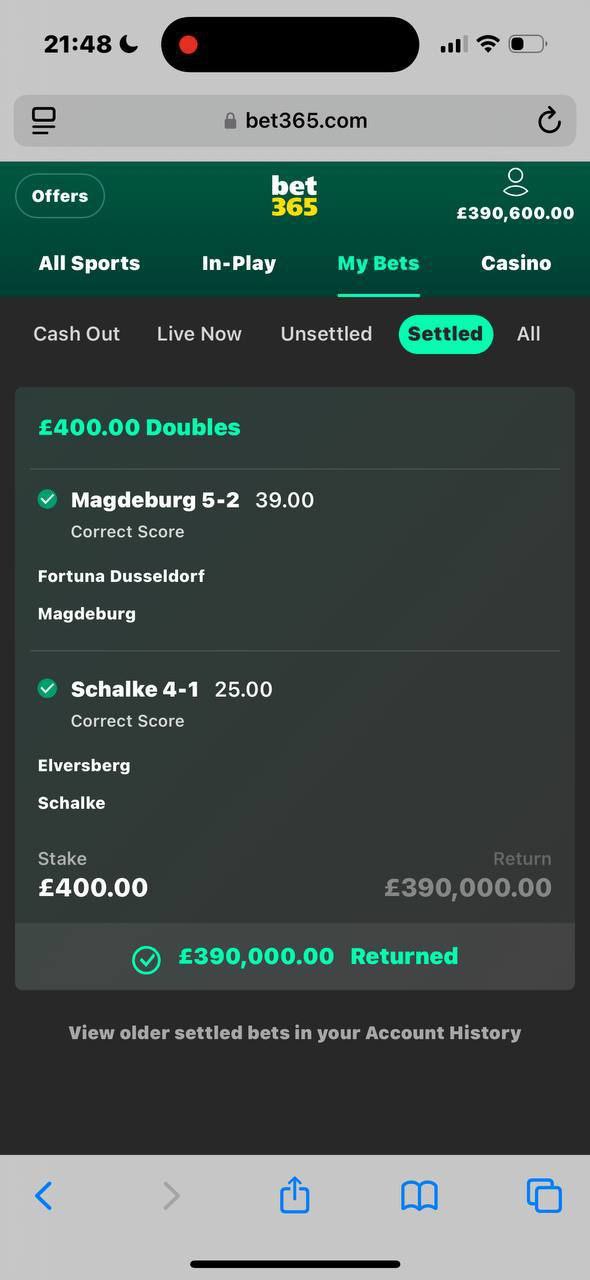 21:48
bet365.com
Offers
bet
365
£390,600.00
All Sports In-Play My Bets Casino
Cash Out Live Now Unsettled Settled All
£400.00 Doubles
Magdeburg 5-2 39.00
Correct Score
Fortuna Dusseldorf
Magdeburg
Schalke 4-1 25.00
Correct Score
Elversberg
Schalke
Stake Return
£400.00 £390,000.00
£390,000.00 Returned
View older settled bets in your Account History